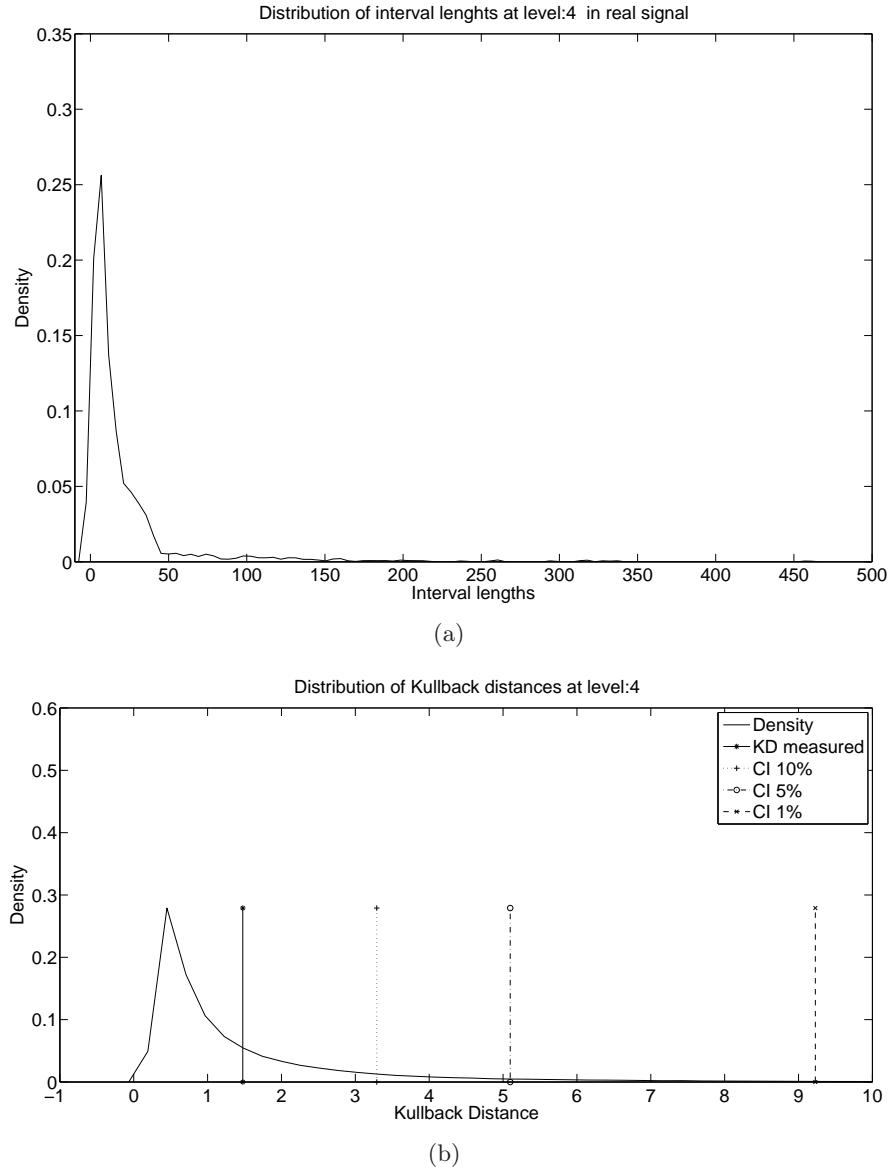 Distribution of interval lenghts at level:4 in real signal
0.35
0.3
0.25
0.2
0.15
0.1
0.05
0
Density
0 50 100 150 200 250 300 350 400 450 500
Interval lengths
(a)
Distribution of Kullback distances at level:4
0.6
0.5
0.4
0.3
0.2
0.1
0
Density
Density
KD measured
CI 10%
CI 5%
CI 1%
−1 0 1 2 3 4 5 6 7 8 9 10
Kullback Distance
(b)